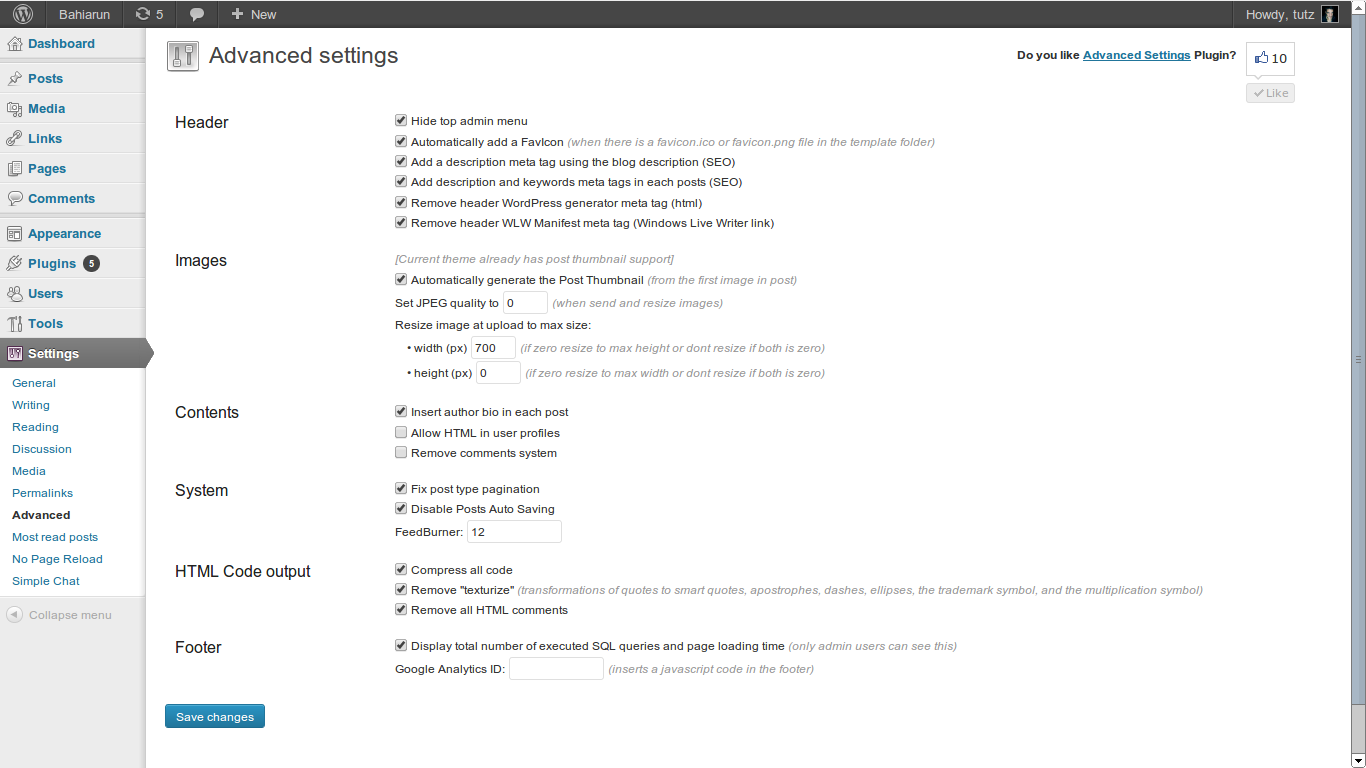 Bahiarun 5 New Howdy, tutz
Dashboard
Posts
Media
Links
Pages
Comments
Appearance
Plugins 5
Users
Tools
Settings
General
Writing
Reading
Discussion
Media
Permalinks
Advanced
Most read posts
No Page Reload
Simple Chat
Collapse menu
Advanced settings
Do you like Advanced Settings Plugin? 10
Like
Header
Hide top admin menu
Automatically add a FavIcon (when there is a favicon.ico or favicon.png file in the template folder)
Add a description meta tag using the blog description (SEO)
Add description and keywords meta tags in each posts (SEO)
Remove header WordPress generator meta tag (html)
Remove header WLW Manifest meta tag (Windows Live Writer link)
Images
[Current theme already has post thumbnail support]
Automatically generate the Post Thumbnail (from the first image in post)
Set JPEG quality to 0 (when send and resize images)
Resize image at upload to max size:
• width (px) 700 (if zero resize to max height or dont resize if both is zero)
• height (px) 0 (if zero resize to max width or dont resize if both is zero)
Contents
Insert author bio in each post
Allow HTML in user profiles
Remove comments system
System
Fix post type pagination
Disable Posts Auto Saving
FeedBurner: 12
HTML Code output
Compress all code
Remove "texturize" (transformations of quotes to smart quotes, apostrophes, dashes, ellipses, the trademark symbol, and the multiplication symbol)
Remove all HTML comments
Footer
Display total number of executed SQL queries and page loading time (only admin users can see this)
Google Analytics ID: (inserts a javascript code in the footer)
Save changes